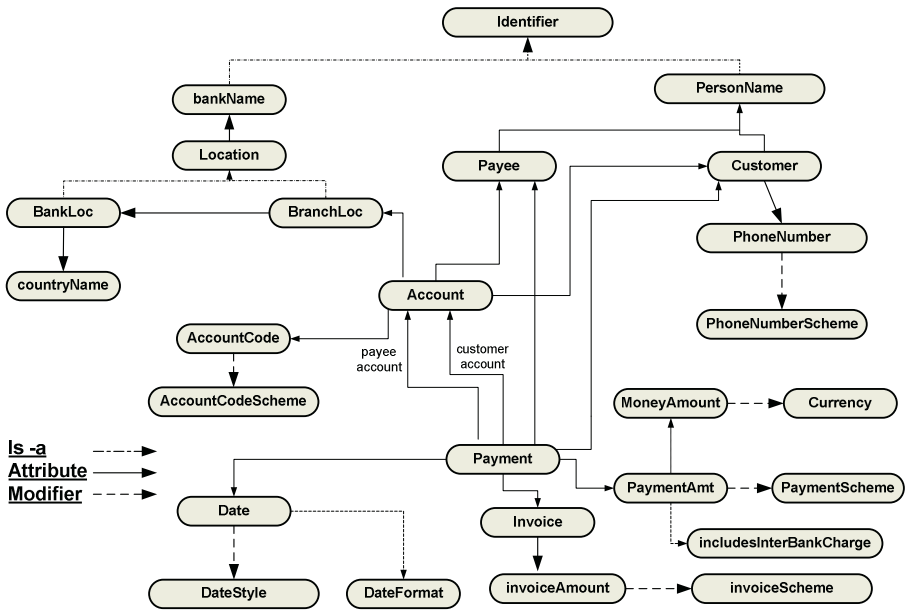 Identifier
bankName
PersonName
Location
Payee
Customer
BankLoc
BranchLoc
PhoneNumber
countryName
Account
AccountCode
payee
account
customer
account
PhoneNumberScheme
AccountCodeScheme
MoneyAmount
Currency
Is -a
Attribute
Modifier
Payment
PaymentAmt
PaymentScheme
Date
Invoice
includesInterBankCharge
DateStyle
DateFormat
invoiceAmount
invoiceScheme